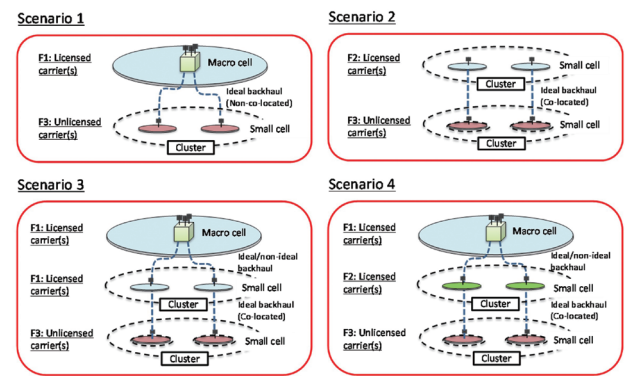 Scenario 1
F1: Licensed
carrier(s)
Macro cell
Ideal backhaul
(Non-co-located)
F3: Unlicensed
carrier(s)
Small cell
Cluster
Scenario 2
F2: Licensed
carrier(s)
Small cell
Cluster
Ideal backhaul
(Co-located)
F3: Unlicensed
carrier(s)
Small cell
Cluster
Scenario 3
F1: Licensed
carrier(s)
Macro cell
Ideal/non-ideal
backhaul
F1: Licensed
carrier(s)
Small cell
Cluster
Ideal backhaul
(Co-located)
F3: Unlicensed
carrier(s)
Small cell
Cluster
Scenario 4
F1: Licensed
carrier(s)
Macro cell
Ideal/non-ideal
backhaul
F2: Licensed
carrier(s)
Small cell
Cluster
Ideal backhaul
(Co-located)
F3: Unlicensed
carrier(s)
Small cell
Cluster